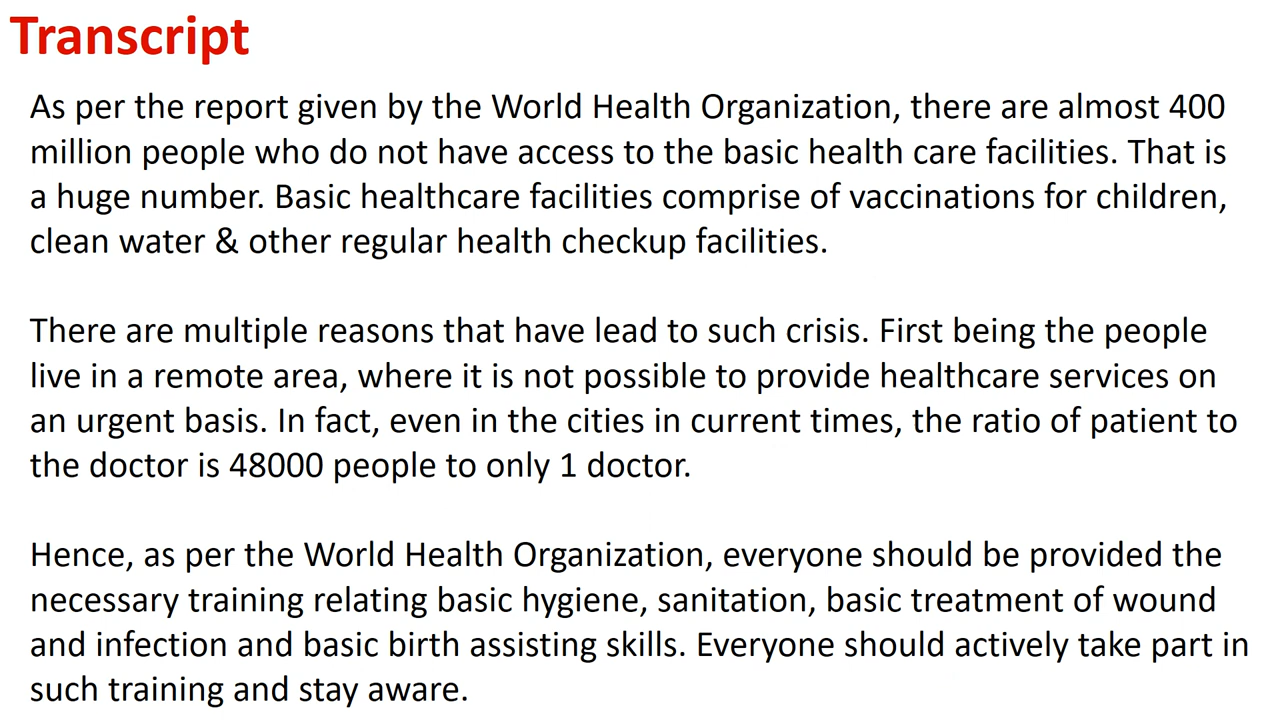 Transcript
As per the report given by the World Health Organization, there are almost 400
million people who do not have access to the basic health care facilities. That is
a huge number. Basic healthcare facilities comprise of vaccinations for children,
clean water & other regular health checkup facilities.
There are multiple reasons that have lead to such crisis. First being the people
live in a remote area, where it is not possible to provide healthcare services on
an urgent basis. In fact, even in the cities in current times, the ratio of patient to
the doctor is 48000 people to only 1 doctor.
Hence, as per the World Health Organization, everyone should be provided the
necessary training relating basic hygiene, sanitation, basic treatment of wound
and infection and basic birth assisting skills. Everyone should actively take part in
such training and stay aware.